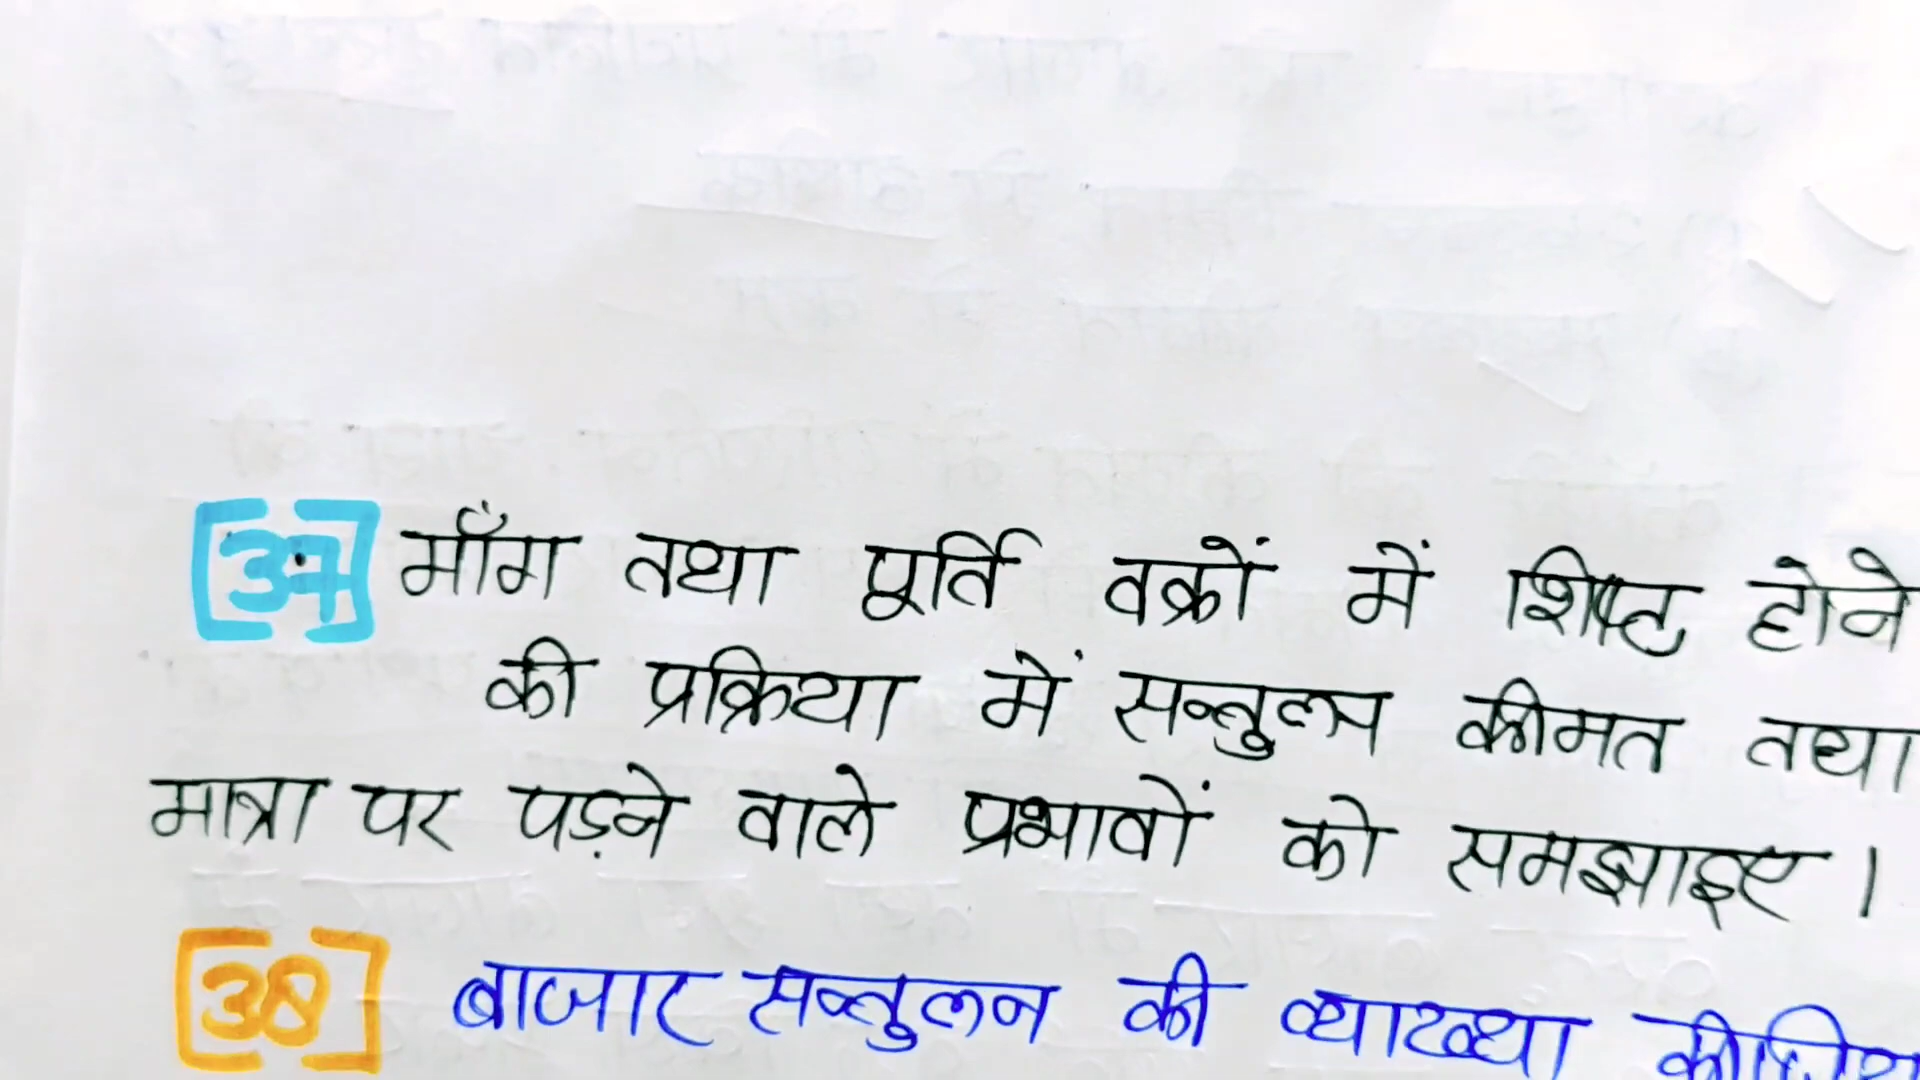 [37] माँग तथा पूर्ति वक्रों में शिफ्ट होने
की प्रक्रिया में सन्तुलन कीमत तथा
मात्रा पर पड़ने वाले प्रभावों को समझाइए।
[38] बाजार सन्तुलन की व्याख्या